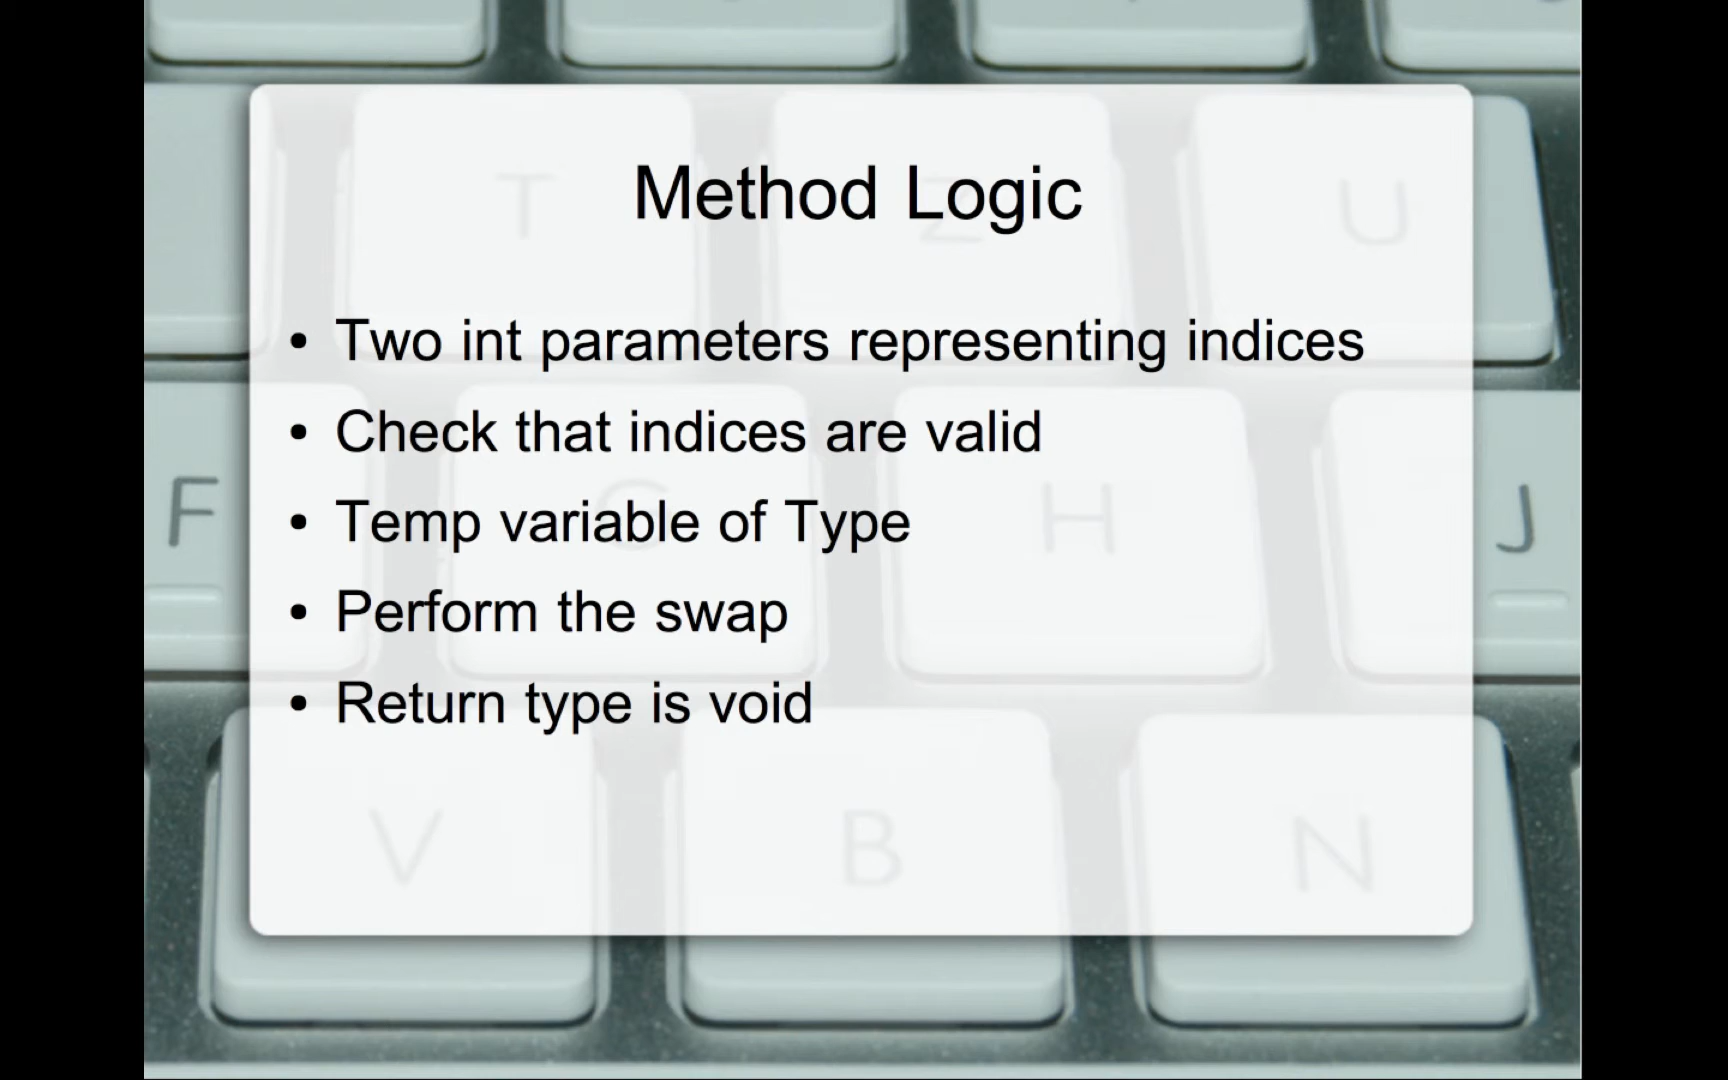 Method Logic
• Two int parameters representing indices
• Check that indices are valid
• Temp variable of Type
• Perform the swap
• Return type is void
T
Z
U
F
G
H
J
V
B
N